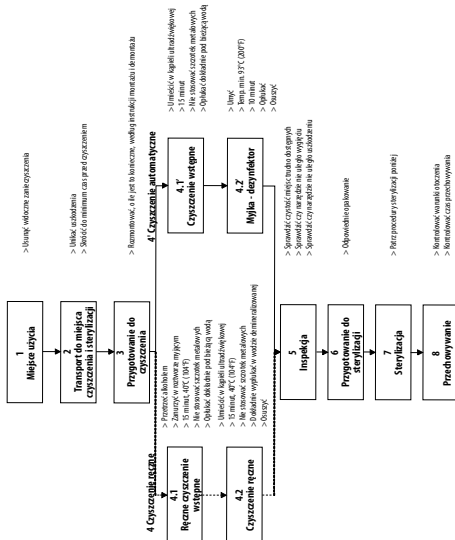 1
Miejsce użycia
> Usunąć widoczne zanieczyszczenia
2
Transport do miejsca
czyszczenia i sterylizacji
> Unikać uszkodzenia
> Skrócić do minimum czas przed czyszczeniem
3
Przygotowanie do
czyszczenia
> Rozmontować, o ile jest to konieczne, według instrukcji montażu i demontażu
4 Czyszczenie ręczne
4.1
Ręczne czyszczenie
wstępne
> Przetrzeć alkoholem
> Zanurzyć w roztworze myjącym
> 15 minut, 40°C (104°F)
> Nie stosować szczotek metalowych
> Opłukać dokładnie pod bieżącą wodą
4.2
Czyszczenie ręczne
> Umieścić w kąpieli ultradźwiękowej
> 15 minut, 40°C (104°F)
> Nie stosować szczotek metalowych
> Dokładnie wypłukać w wodzie demineralizowanej
> Osuszyć
4' Czyszczenie automatyczne
4.1'
Czyszczenie wstępne
> Umieścić w kąpieli ultradźwiękowej
> 15 minut
> Nie stosować szczotek metalowych
> Opłukać dokładnie pod bieżącą wodą
4.2'
Myjka - dezynfektor
> Umyć
> Temp. min. 93°C (200°F)
> 10 minut
> Opłukać
> Osuszyć
5
Inspekcja
> Sprawdzić czystość miejsc trudno dostępnych
> Sprawdzić czy narzędzie nie uległo wygięciu
> Sprawdzić czy narzędzie nie uległo uszkodzeniu
6
Przygotowanie do
sterylizacji
> Odpowiednie opakowanie
7
Sterylizacja
> Patrz procedury sterylizacji poniżej
8
Przechowywanie
> Kontrolować warunki otoczenia
> Kontrolować czas przechowywania